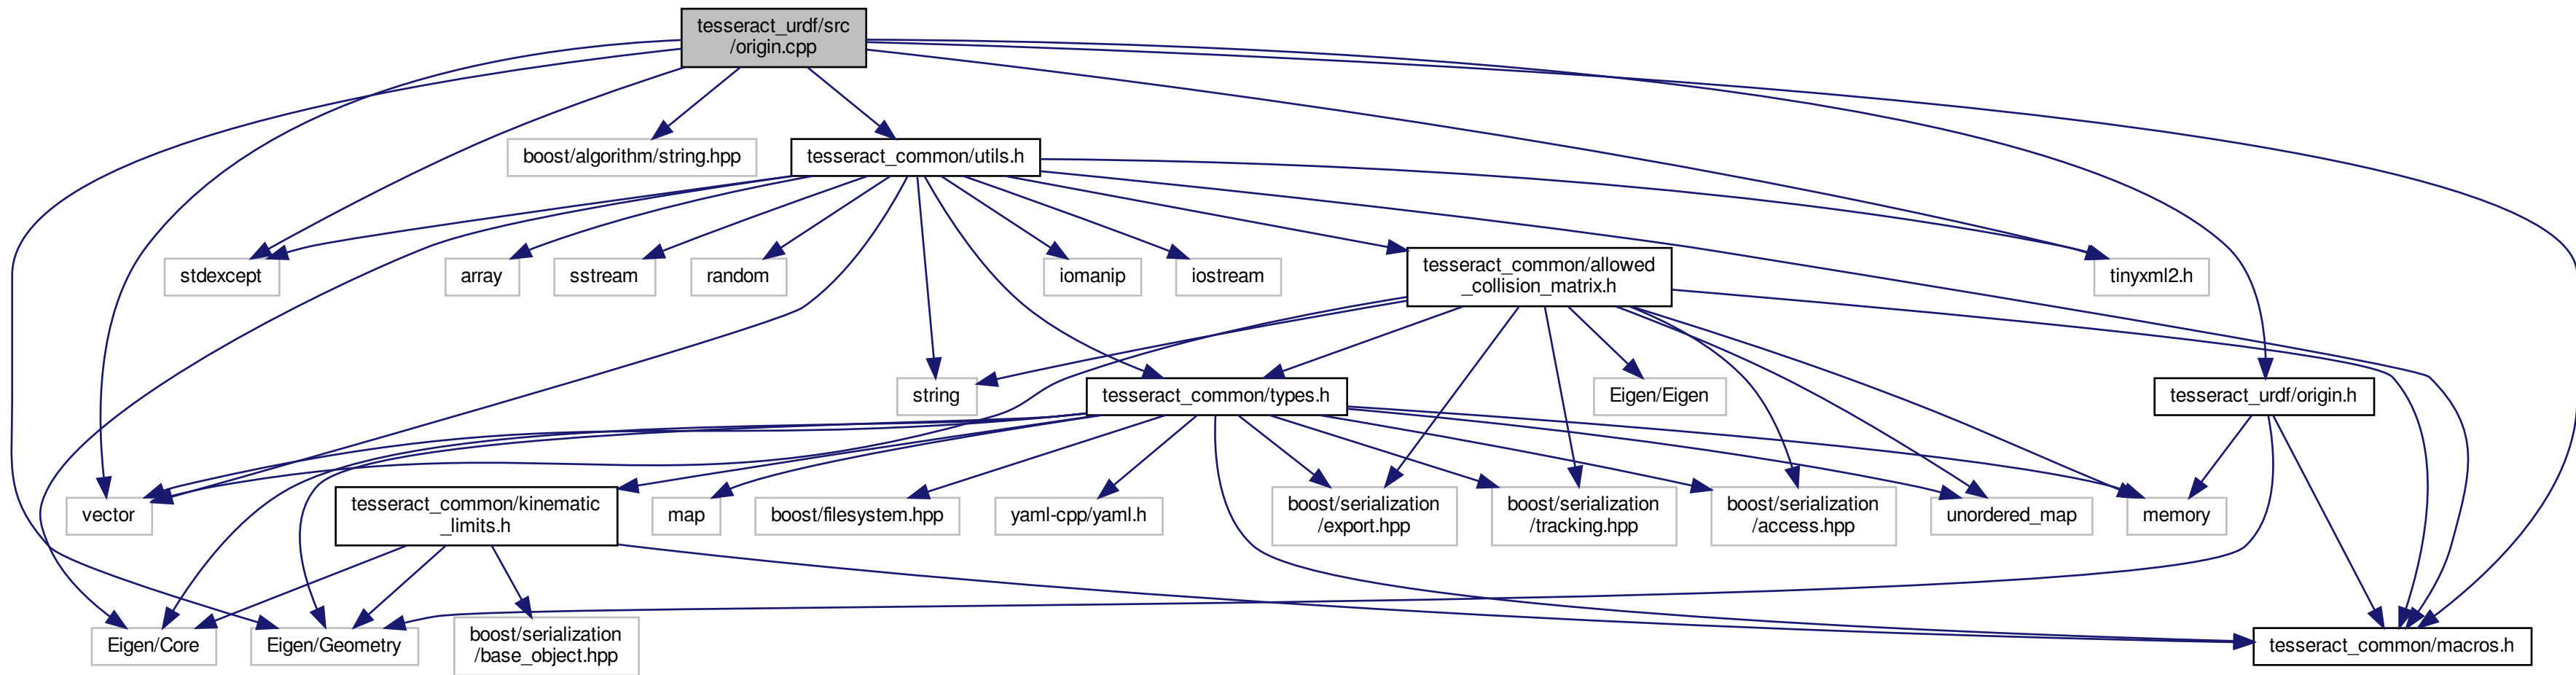 tesseract_urdf/src
/origin.cpp
boost/algorithm/string.hpp
tesseract_common/utils.h
stdexcept
array
sstream
random
iomanip
iostream
tesseract_common/allowed
_collision_matrix.h
tinyxml2.h
string
tesseract_common/types.h
Eigen/Eigen
tesseract_urdf/origin.h
vector
tesseract_common/kinematic
_limits.h
map
boost/filesystem.hpp
yaml-cpp/yaml.h
boost/serialization
/export.hpp
boost/serialization
/tracking.hpp
boost/serialization
/access.hpp
unordered_map
memory
Eigen/Core
Eigen/Geometry
boost/serialization
/base_object.hpp
tesseract_common/macros.h